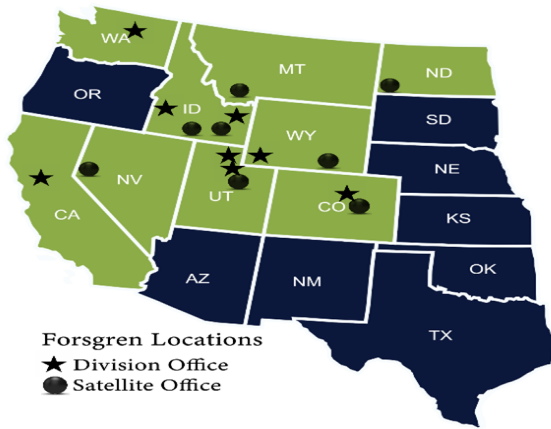 WA
MT
ND
OR
ID
SD
WY
NE
NV
UT
CO
CA
KS
AZ
NM
OK
TX
Forsgren Locations
Division Office
Satellite Office